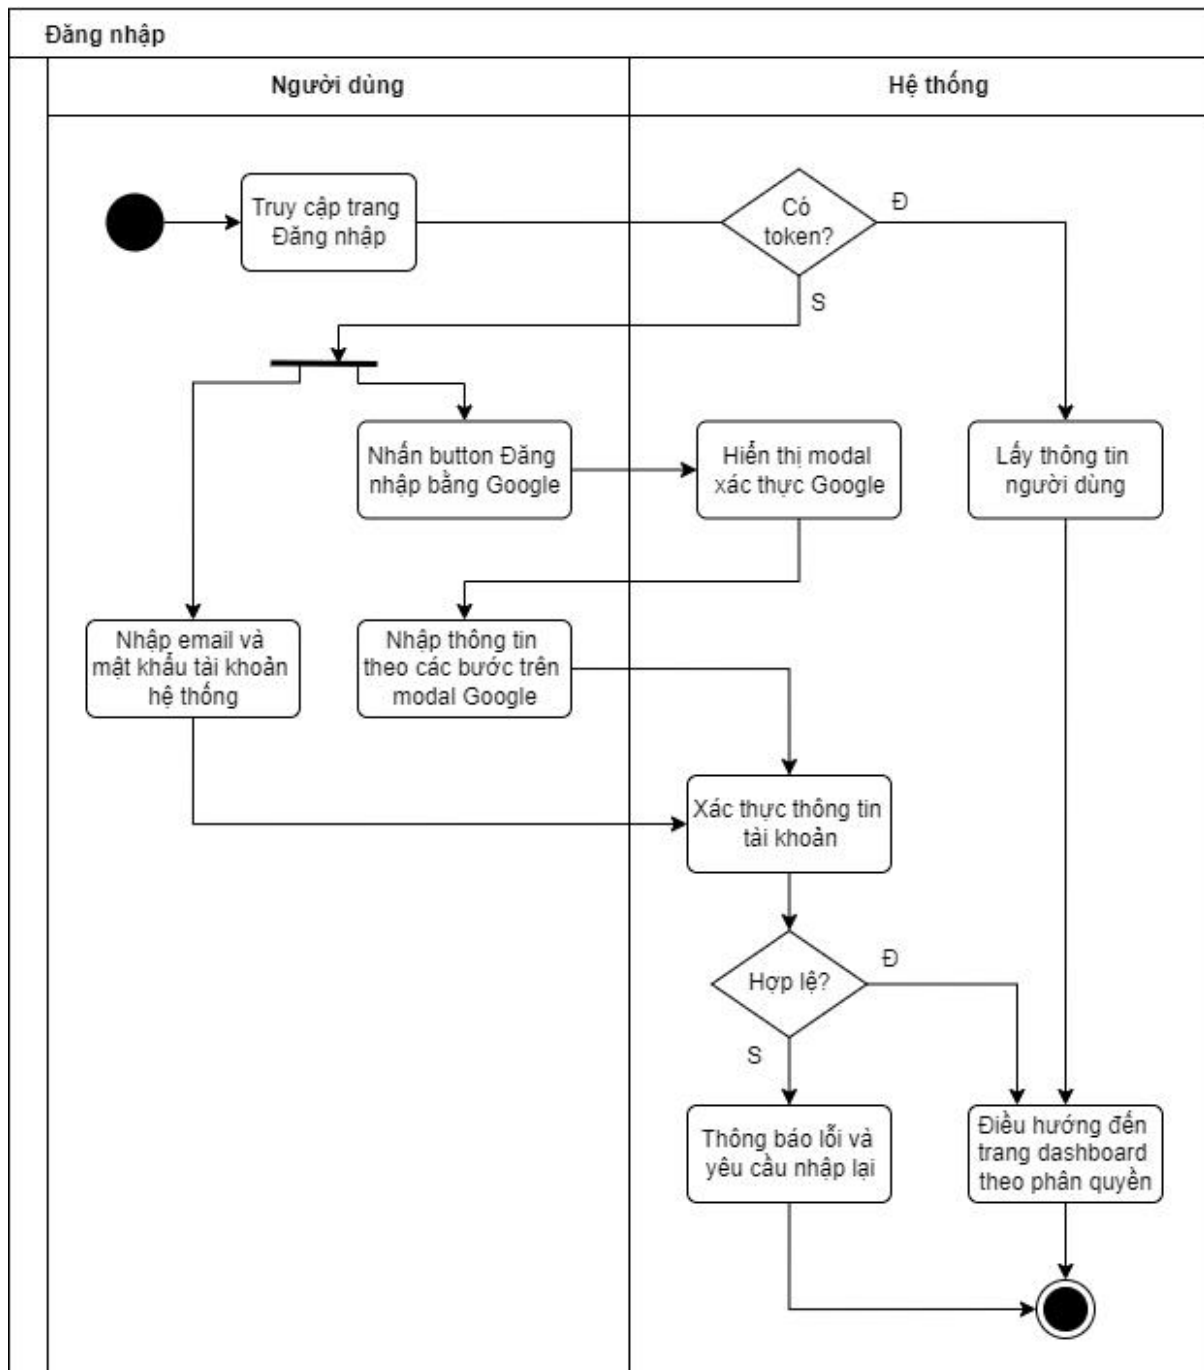 Đăng nhập
Người dùng
Hệ thống
Truy cập trang
Đăng nhập
Có
token?
Đ
S
Nhấn button Đăng
nhập bằng Google
Hiển thị modal
xác thực Google
Lấy thông tin
người dùng
Nhập email và
mật khẩu tài khoản
hệ thống
Nhập thông tin
theo các bước trên
modal Google
Xác thực thông tin
tài khoản
Hợp lệ?
Đ
S
Thông báo lỗi và
yêu cầu nhập lại
Điều hướng đến
trang dashboard
theo phân quyền